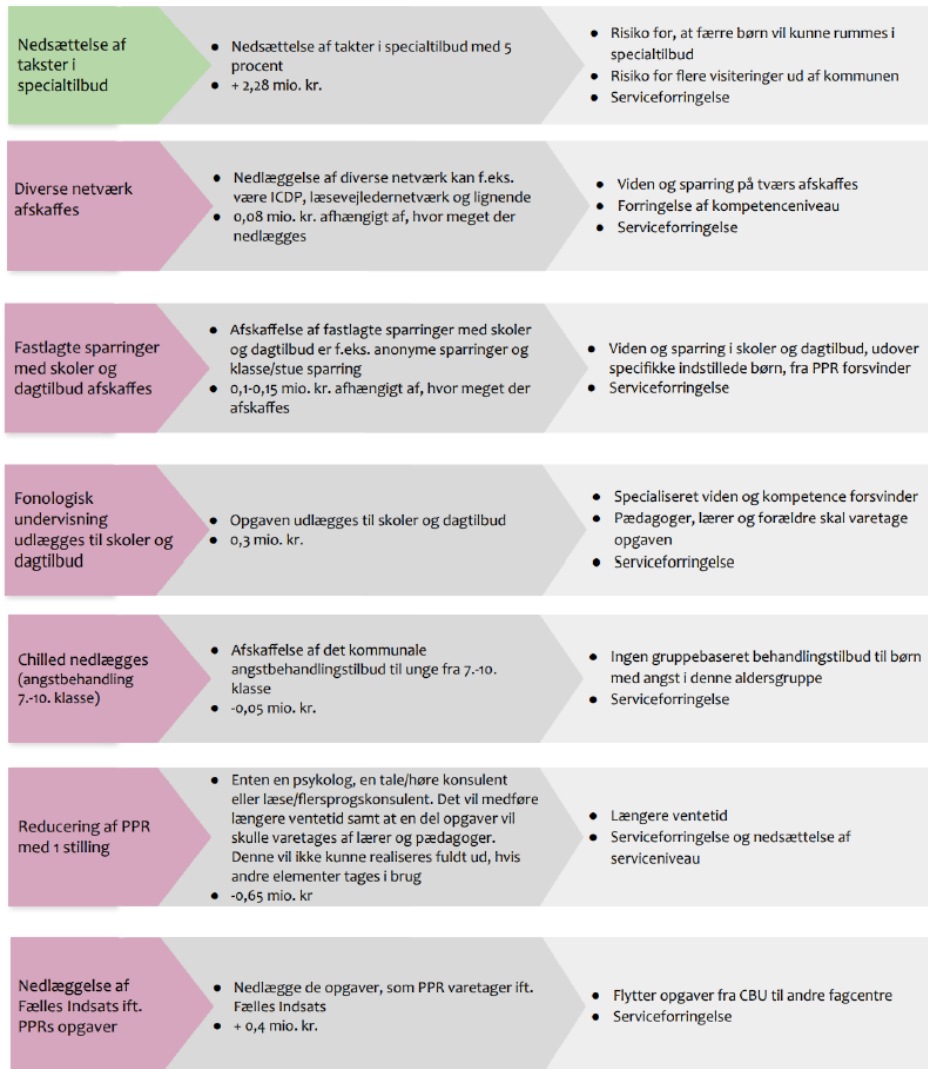 Nedsættelse af
takster i
specialtilbud
● Nedsættelse af takter i specialtilbud med 5
procent
● + 2,28 mio. kr.
● Risiko for, at færre børn vil kunne rummes i
specialtilbud
● Risiko for flere visiteringer ud af kommunen
● Serviceforringelse
Diverse netværk
afskaffes
● Nedlæggelse af diverse netværk kan f.eks.
være ICDP, læsevejledernetværk og lignende
● 0,08 mio. kr. afhængigt af, hvor meget der
nedlægges
● Viden og sparring på tværs afskaffes
● Forringelse af kompetenceniveau
● Serviceforringelse
Fastlagte sparringer
med skoler og
dagtilbud afskaffes
● Afskaffelse af fastlagte sparringer med skoler
og dagtilbud er f.eks. anonyme sparringer og
klasse/stue sparring
● 0,1-0,15 mio. kr. afhængigt af, hvor meget der
afskaffes
● Viden og sparring i skoler og dagtilbud, udover
specifikke indstillede børn, fra PPR forsvinder
● Serviceforringelse
Fonologisk
undervisning
udlægges til skoler og
dagtilbud
● Opgaven udlægges til skoler og dagtilbud
● 0,3 mio. kr.
● Specialiseret viden og kompetence forsvinder
● Pædagoger, lærer og forældre skal varetage
opgaven
● Serviceforringelse
Chilled nedlægges
(angstbehandling
7.-10. klasse)
● Afskaffelse af det kommunale
angstbehandlingstilbud til unge fra 7.-10.
klasse
● -0,05 mio. kr.
● Ingen gruppebaseret behandlingstilbud til børn
med angst i denne aldersgruppe
● Serviceforringelse
Reducering af PPR
med 1 stilling
● Enten en psykolog, en tale/høre konsulent
eller læse/flersprogskonsulent. Det vil medføre
længere ventetid samt at en del opgaver vil
skulle varetages af lærer og pædagoger.
Denne vil ikke kunne realiseres fuldt ud, hvis
andre elementer tages i brug
● -0,65 mio. kr
● Længere ventetid
● Serviceforringelse og nedsættelse af
serviceniveau
Nedlæggelse af
Fælles Indsats ift.
PPRs opgaver
● Nedlægge de opgaver, som PPR varetager ift.
Fælles Indsats
● + 0,4 mio. kr.
● Flytter opgaver fra CBU til andre fagcentre
● Serviceforringelse